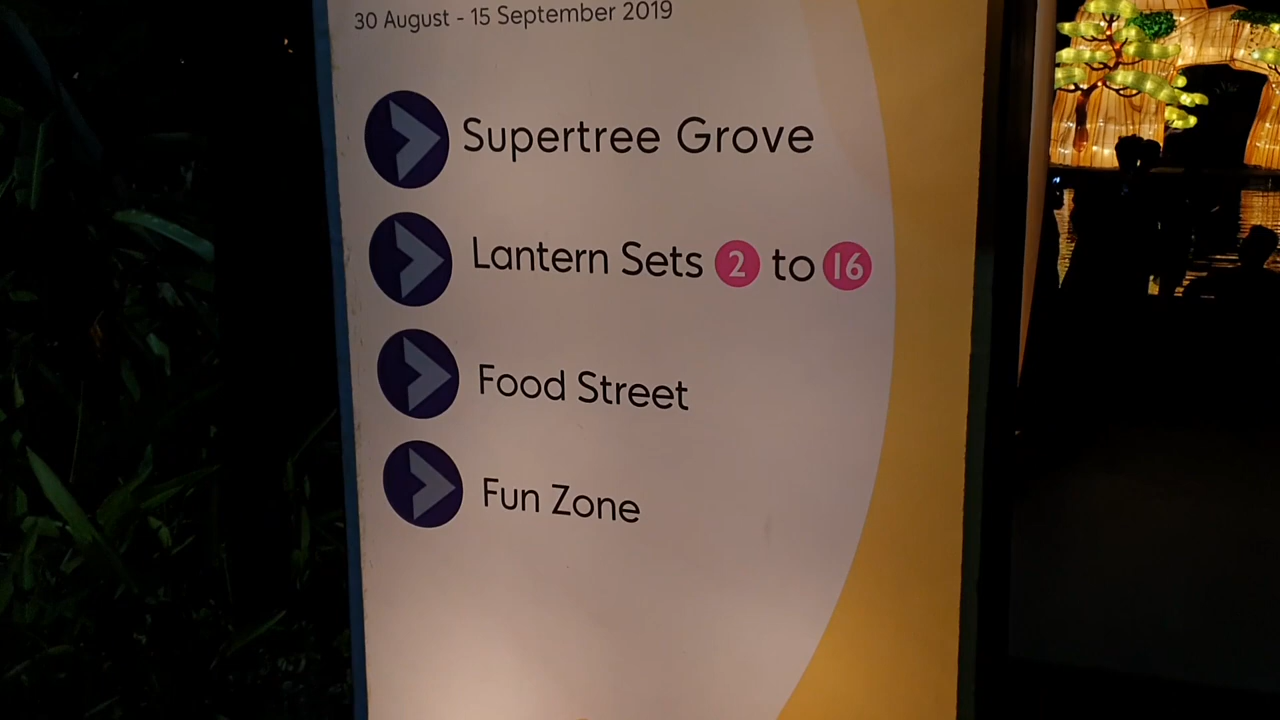 30 August - 15 September 2019
Supertree Grove
Lantern Sets 2 to 16
Food Street
Fun Zone